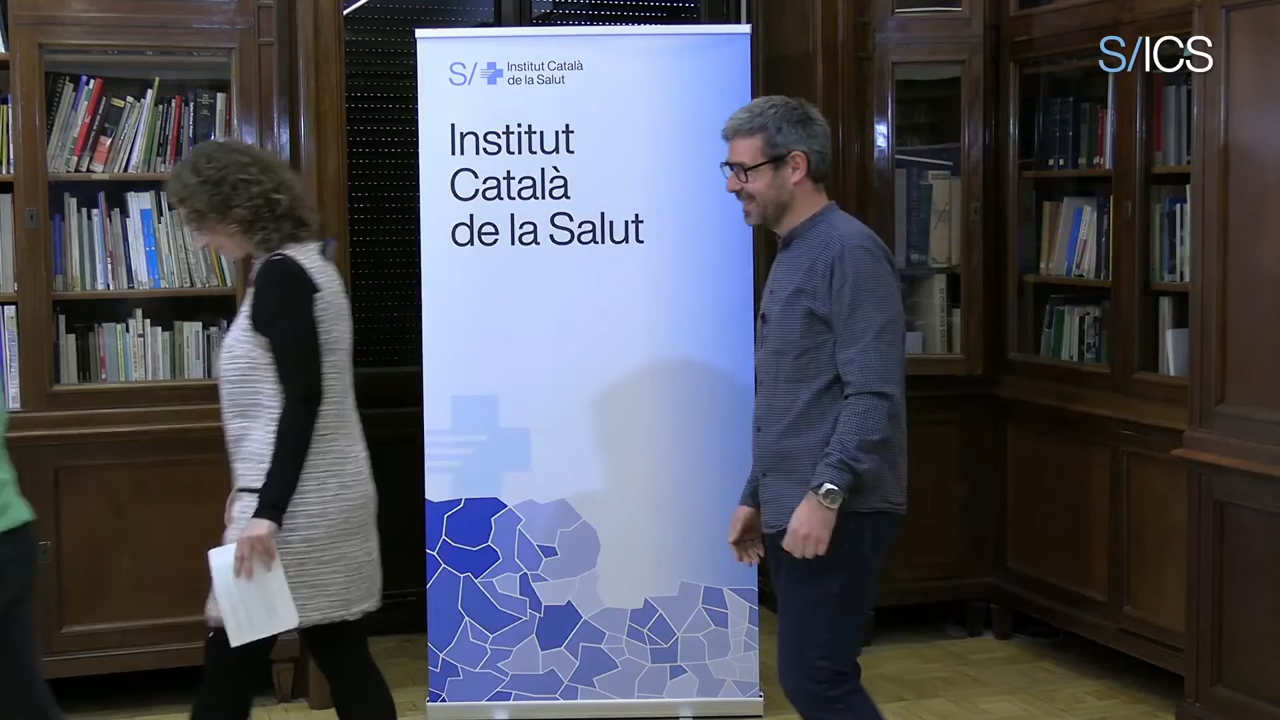 S/ICS
S/ Institut Català
de la Salut
Institut
Català
de la Salut